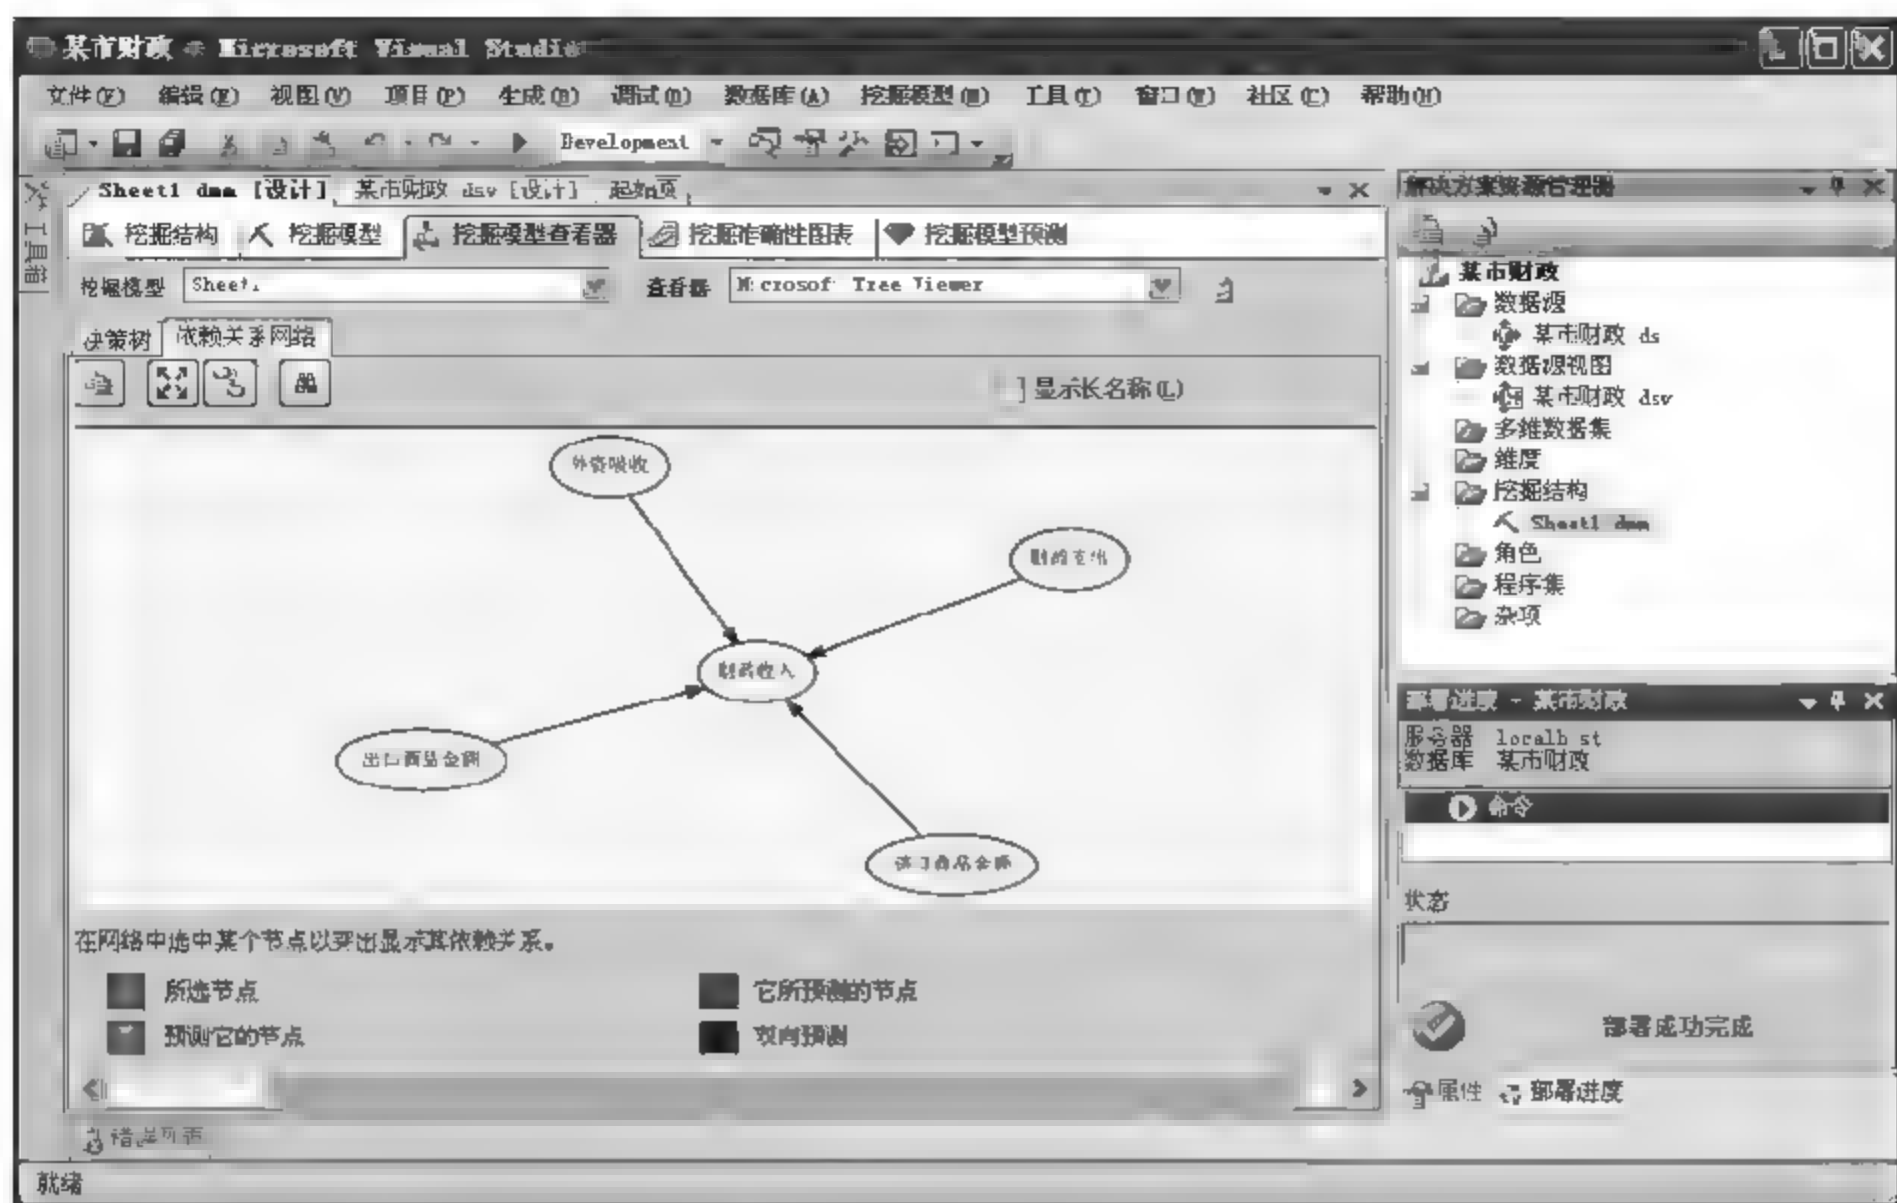 某市财政 - Microsoft Visual Studio
文件(F) 编辑(E) 视图(V) 项目(P) 生成(B) 调试(D) 数据库(A) 挖掘模型(M) 工具(T) 窗口(W) 社区(C) 帮助(H)
Development
Sheet1 dmm [设计] 某市财政 dsv [设计] 起始页
工具箱
挖掘结构 挖掘模型 挖掘模型查看器 挖掘准确性图表 挖掘模型预测
挖掘模型 Sheet1 查看器 Microsoft Tree Viewer
决策树 依赖关系网络
显示长名称(L)
外资吸收
财政支出
财政收入
出口商品金额
进口商品金额
在网络中选中某个节点以突出显示其依赖关系。
所选节点 它所预测的节点
预测它的节点 双向预测
错误列表
就绪
解决方案资源管理器
某市财政
数据源
某市财政 ds
数据源视图
某市财政 dsv
多维数据集
维度
挖掘结构
Sheet1 dmm
角色
程序集
杂项
部署进度 - 某市财政
服务器 localh st
数据库 某市财政
命令
状态
部署成功完成
属性 部署进度